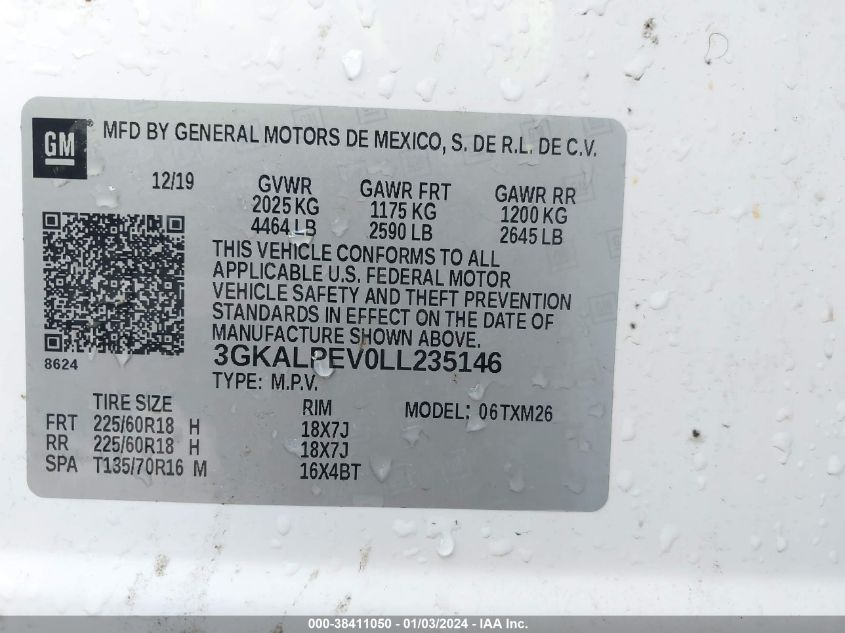 GM
MFD BY GENERAL MOTORS DE MEXICO, S. DE R.L. DE C.V.
12/19
GVWR
2025 KG
4464 LB
GAWR FRT
1175 KG
2590 LB
GAWR RR
1200 KG
2645 LB
THIS VEHICLE CONFORMS TO ALL
APPLICABLE U.S. FEDERAL MOTOR
VEHICLE SAFETY AND THEFT PREVENTION
STANDARDS IN EFFECT ON THE DATE OF
MANUFACTURE SHOWN ABOVE.
8624
3GKALPEV0LL235146
TYPE: M.P.V.
MODEL: 06TXM26
TIRE SIZE RIM
FRT 225/60R18 H 18X7J
RR 225/60R18 H 18X7J
SPA T135/70R16 M 16X4BT
000-38411050 - 01/03/2024 - IAA Inc.